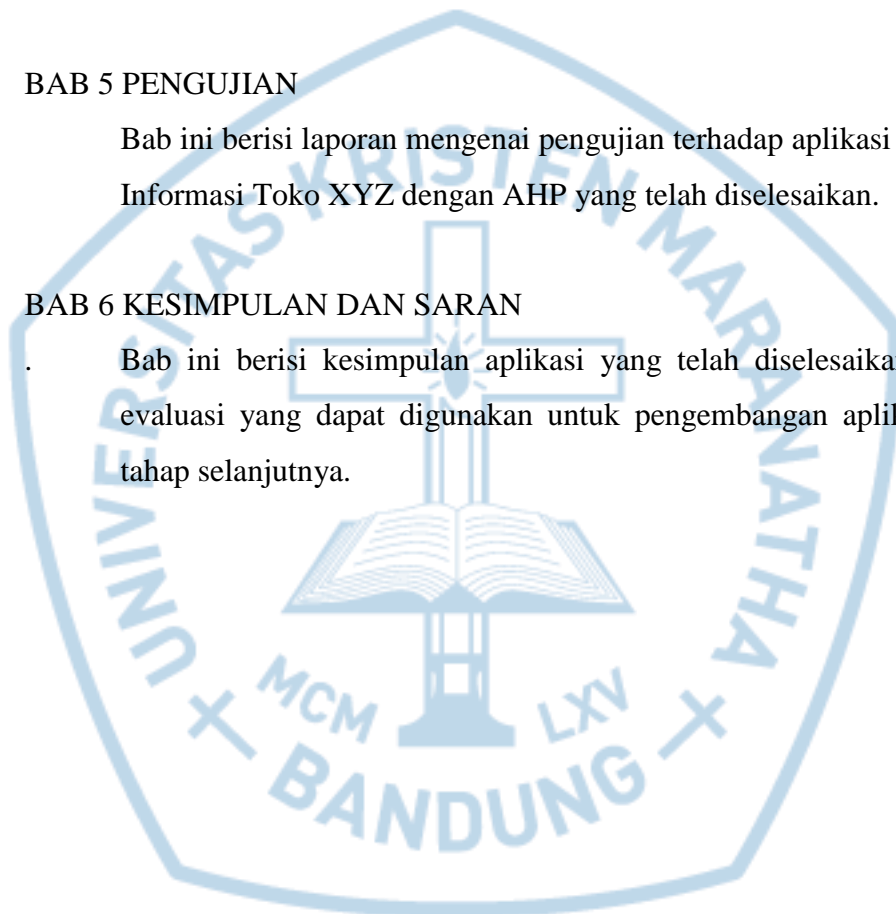 BAB 5 PENGUJIAN
Bab ini berisi laporan mengenai pengujian terhadap aplikasi
Informasi Toko XYZ dengan AHP yang telah diselesaikan.
BAB 6 KESIMPULAN DAN SARAN
. Bab ini berisi kesimpulan aplikasi yang telah
evaluasi yang dapat digunakan untuk pengembangan
tahap selanjutnya.
UNIVERSITAS KRISTEN MARANATHA
MCM LXV
BANDUNG